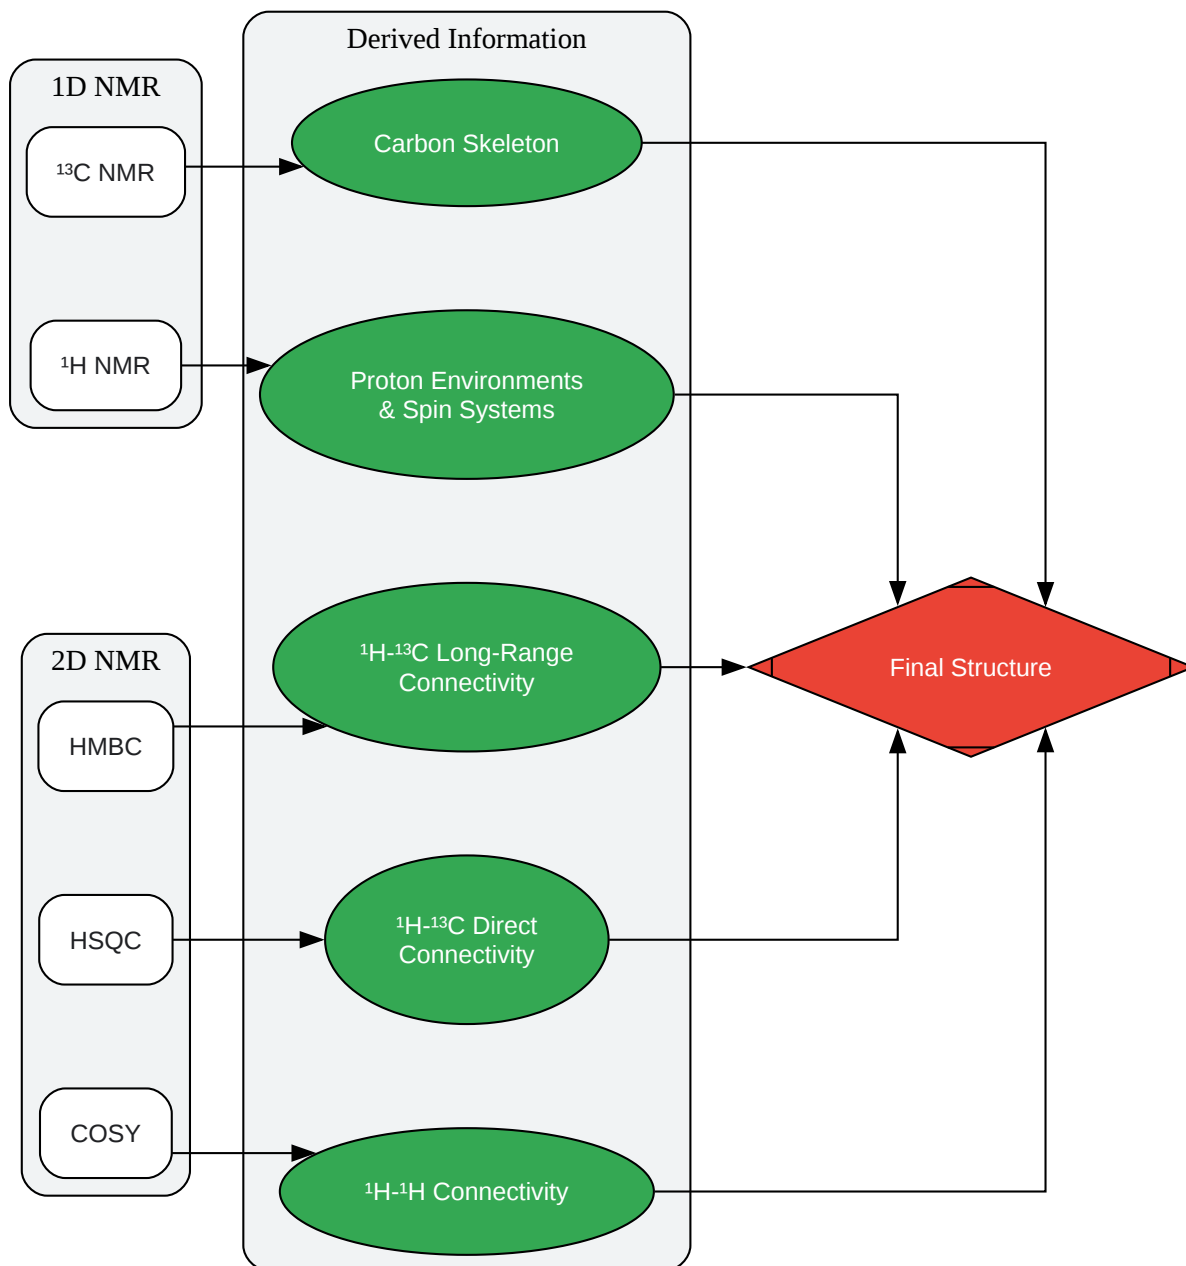 Derived Information
1D NMR
¹³C NMR
Carbon Skeleton
¹H NMR
Proton Environments
& Spin Systems
2D NMR
HMBC
¹H-¹³C Long-Range
Connectivity
Final Structure
HSQC
¹H-¹³C Direct
Connectivity
COSY
¹H-¹H Connectivity